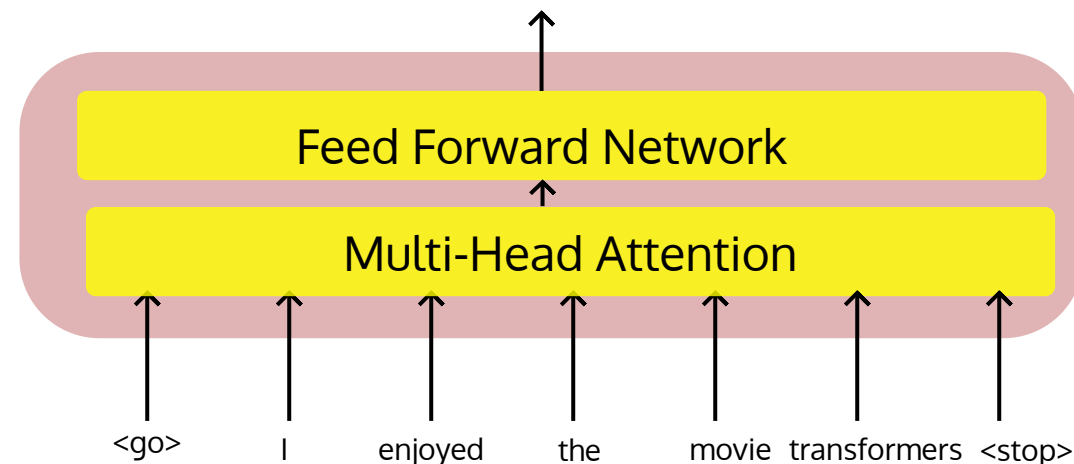 Feed Forward Network
Multi-Head Attention
<go> I enjoyed the movie transformers <stop>